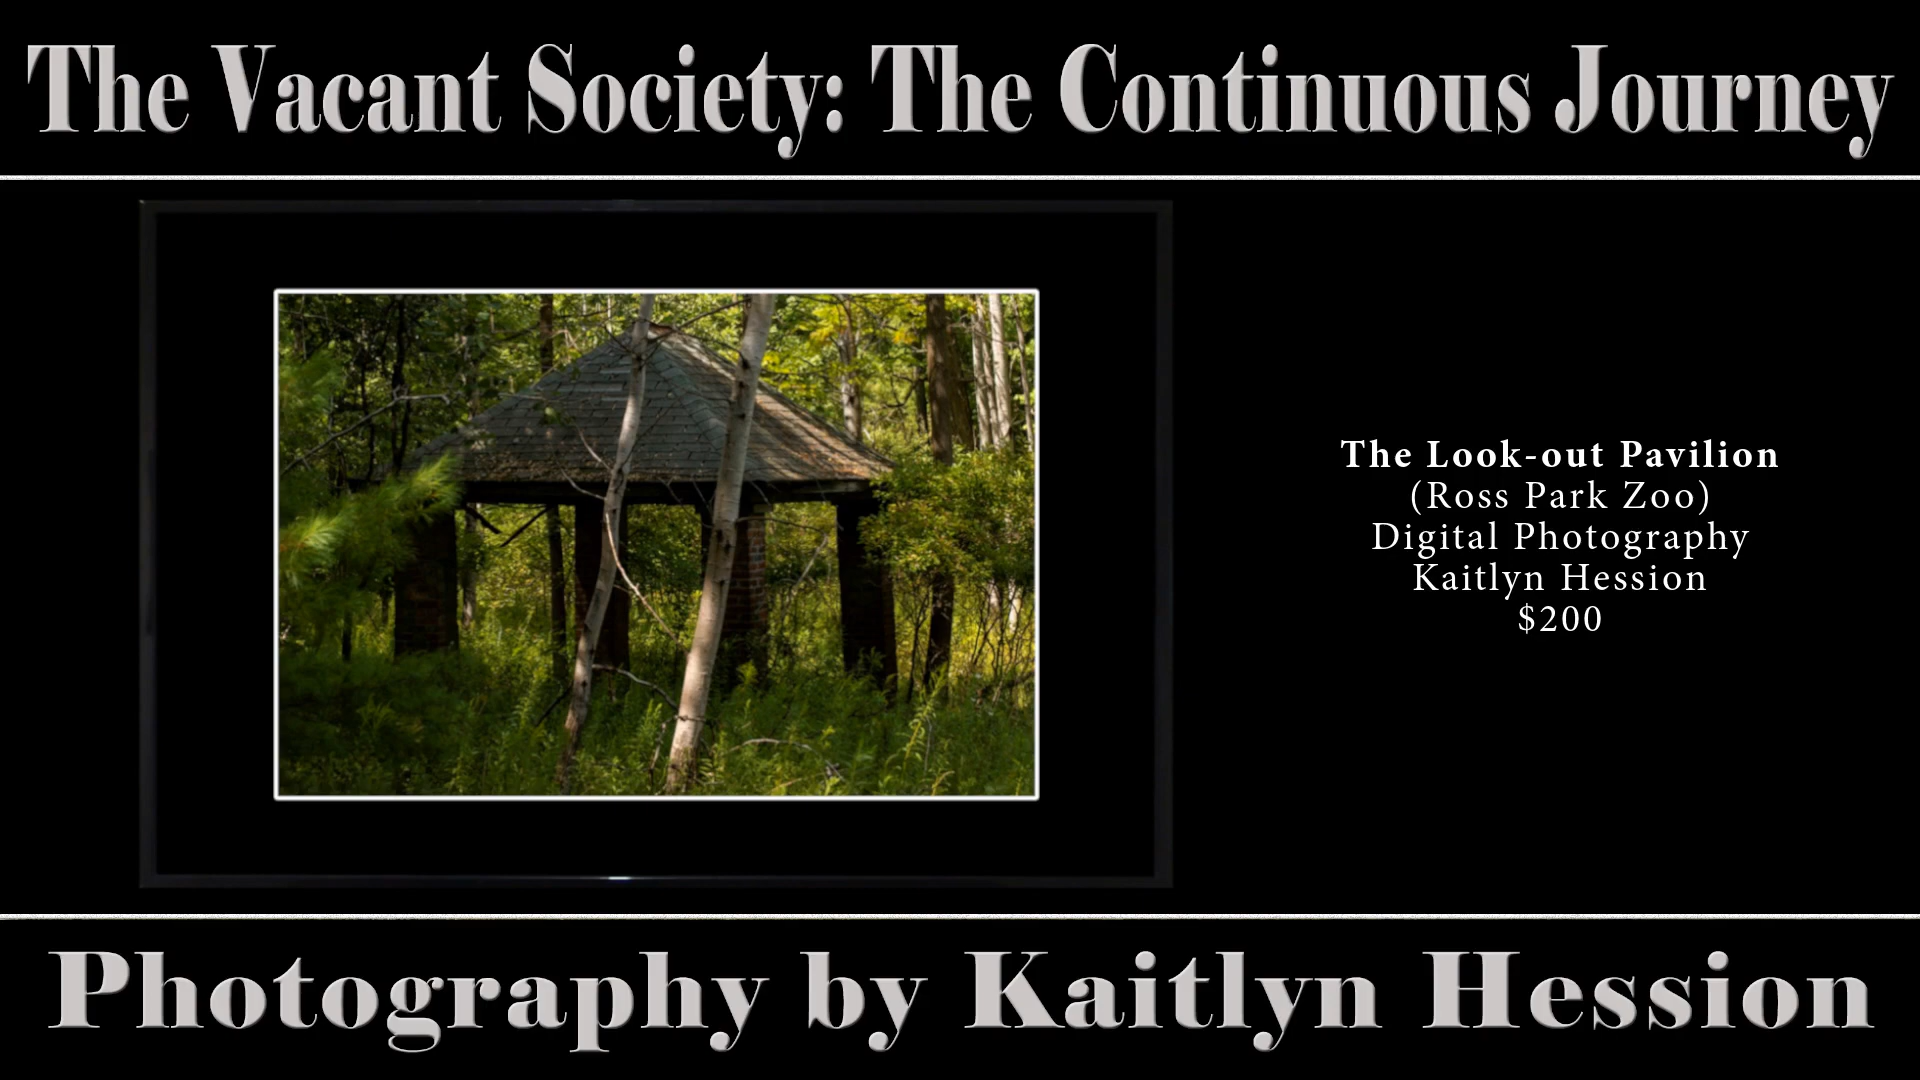 The Vacant Society: The Continuous Journey
The Look-out Pavilion
(Ross Park Zoo)
Digital Photography
Kaitlyn Hession
$200
Photography by Kaitlyn Hession